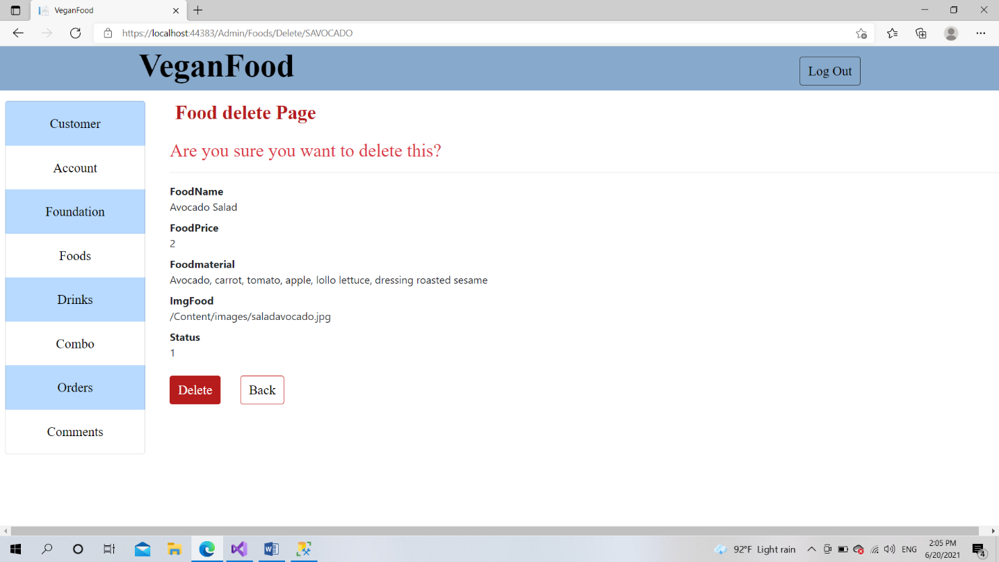 VeganFood
https://localhost:44383/Admin/Foods/Delete/SAVOCADO
VeganFood
Log Out
Customer
Account
Foundation
Foods
Drinks
Combo
Orders
Comments
Food delete Page
Are you sure you want to delete this?
FoodName
Avocado Salad
FoodPrice
2
Foodmaterial
Avocado, carrot, tomato, apple, lollo lettuce, dressing roasted sesame
ImgFood
/Content/images/saladavocado.jpg
Status
1
Delete
Back
92°F Light rain
ENG
2:05 PM
6/20/2021
4